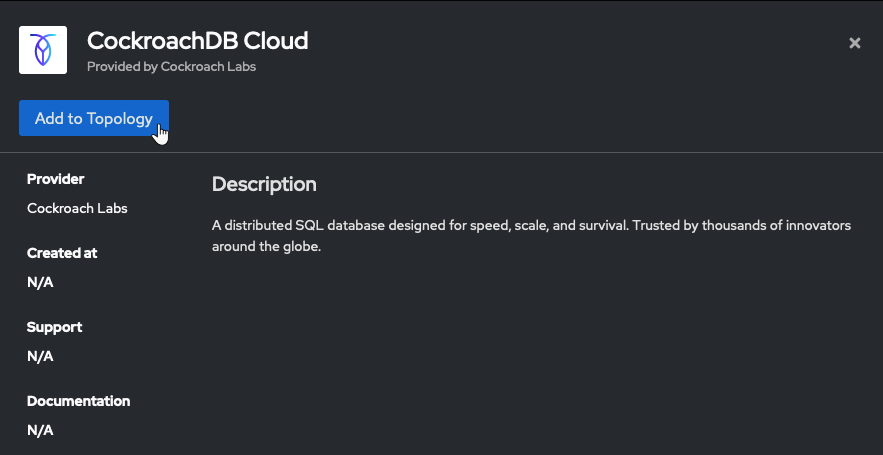 CockroachDB Cloud
Provided by Cockroach Labs
Add to Topology
Provider
Cockroach Labs
Created at
N/A
Support
N/A
Documentation
N/A
Description
A distributed SQL database designed for speed, scale, and survival. Trusted by thousands of innovators
around the globe.